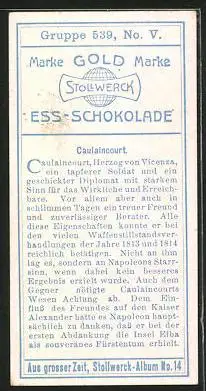 Gruppe 539, No. V.
Marke GOLD Marke
STOLLWERCK
"ESS-SCHOKOLADE"
Caulaincourt.
Caulaincourt, Herzog von Vicenza,
ein tapferer Soldat und ein
geschickter Diplomat mit starkem
Sinn für das Wirkliche und Erreich-
bare. Vor allem aber auch in
schlimmen Tagen ein treuer Freund
und zuverlässiger Berater. Alle
diese Eigenschaften konnte er bei
den vielen Waffenstillstandsver-
handlungen der Jahre 1813 und 1814
reichlich betätigen. Nicht an ihm
lag es, sondern an Napoleons Starr-
sinn, wenn dabei kein besseres
Ergebnis erzielt wurde. Auch dem
Gegner nötigte Caulaincourts
Wesen Achtung ab. Dem Ein-
fluß des Freundes auf den Kaiser
Alexander hätte es Napoleon haupt-
sächlich zu danken, daß er bei der
ersten Abdankung die Insel Elba
als souveränes Fürstentum erhielt.
Aus grosser Zeit, Stollwerck-Album No. 14